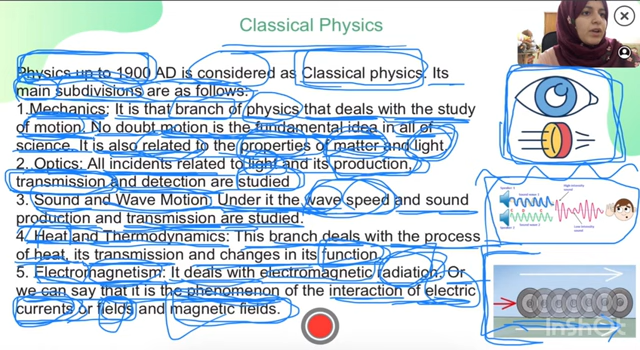 Classical Physics
Physics up to 1900 AD is considered as Classical physics. Its
main subdivisions are as follows:
1.Mechanics: It is that branch of physics that deals with the study
of motion. No doubt motion is the fundamental idea in all of
science. It is also related to the properties of matter and light.
2. Optics: All incidents related to light and its production,
transmission and detection are studied
3. Sound and Wave Motion: Under it the wave speed and sound
production and transmission are studied.
4. Heat and Thermodynamics: This branch deals with the process
of heat, its transmission and changes in its function.
5. Electromagnetism: It deals with electromagnetic radiation. Or
we can say that it is the phenomenon of the interaction of electric
currents or fields and magnetic fields.
High intensity sound
Low intensity sound
InShot